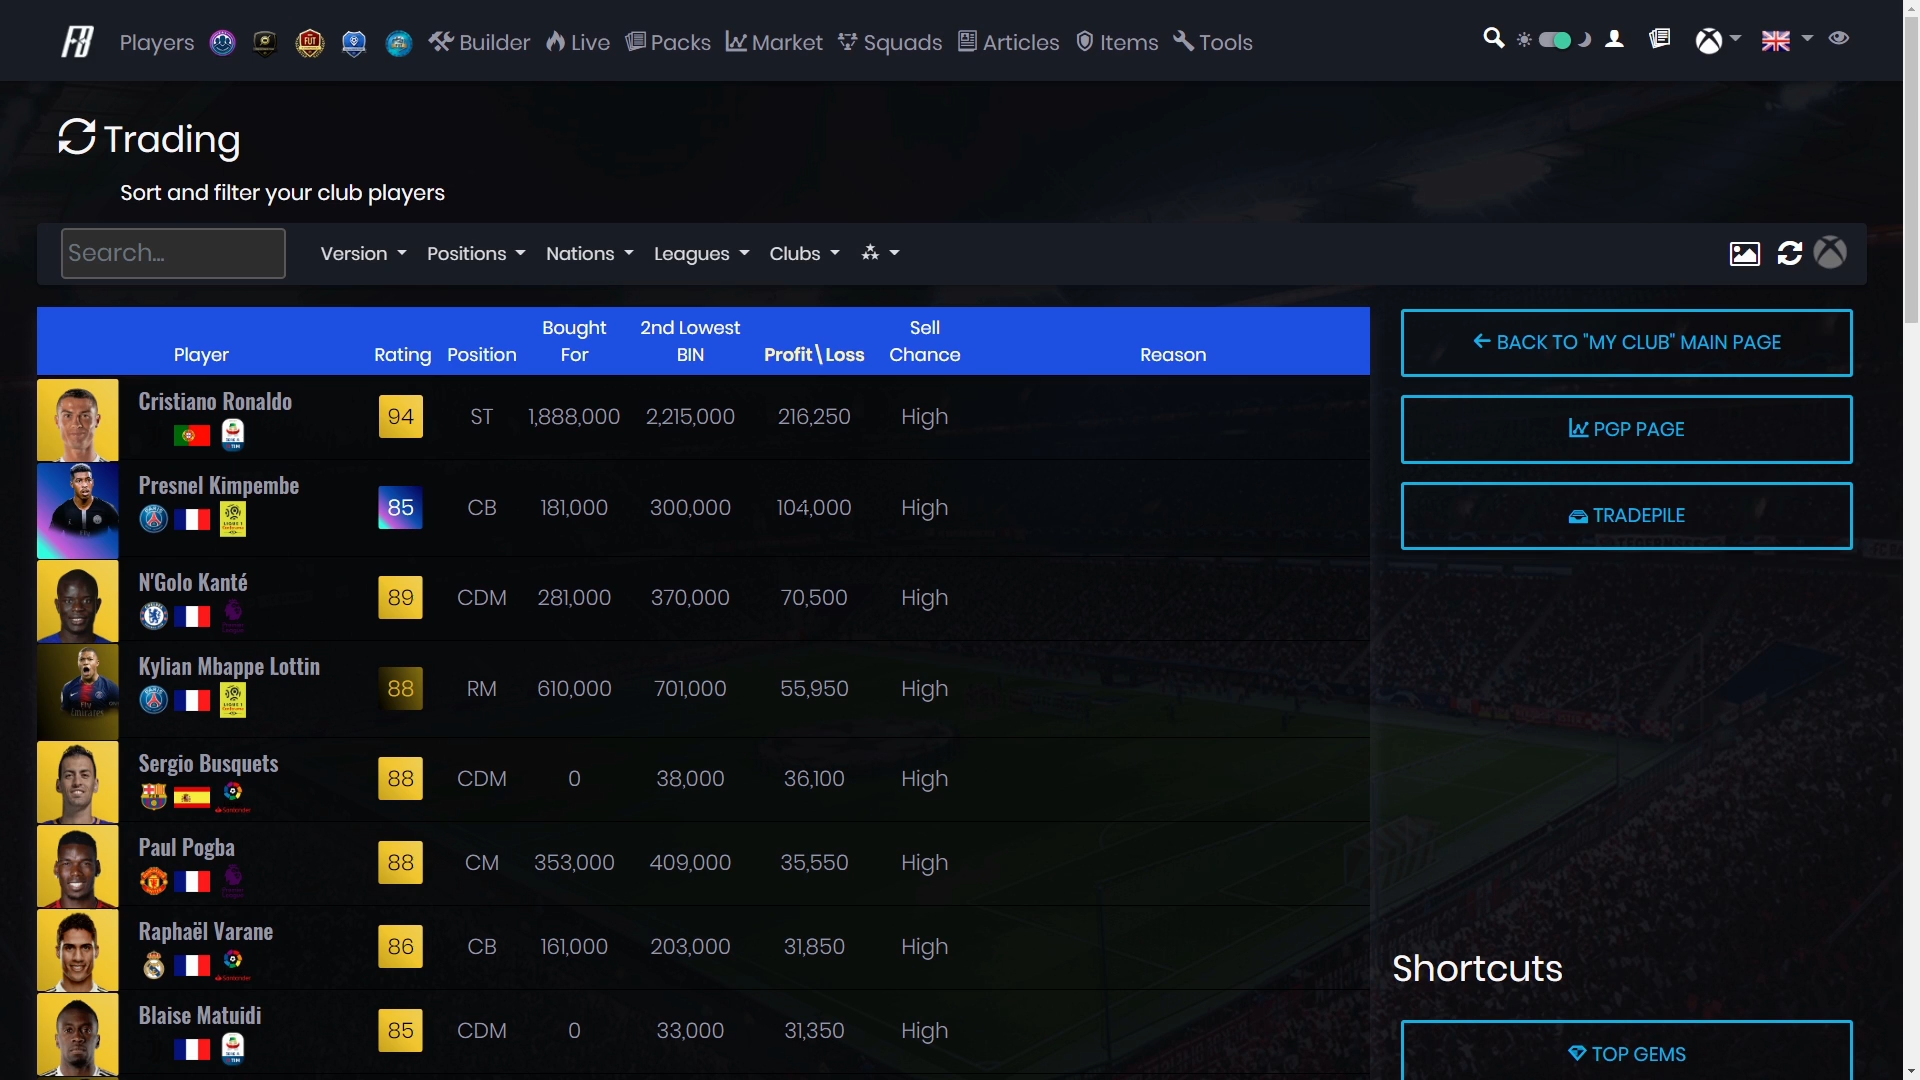 Players Builder Live Packs Market Squads Articles Items Tools
Trading
Sort and filter your club players
Search... Version Positions Nations Leagues Clubs
Player Rating Position Bought For 2nd Lowest BIN Profit\Loss Sell Chance Reason
Cristiano Ronaldo 94 ST 1,888,000 2,215,000 216,250 High
Presnel Kimpembe 85 CB 181,000 300,000 104,000 High
N'Golo Kanté 89 CDM 281,000 370,000 70,500 High
Kylian Mbappe Lottin 88 RM 610,000 701,000 55,950 High
Sergio Busquets 88 CDM 0 38,000 36,100 High
Paul Pogba 88 CM 353,000 409,000 35,550 High
Raphaël Varane 86 CB 161,000 203,000 31,850 High
Blaise Matuidi 85 CDM 0 33,000 31,350 High
BACK TO "MY CLUB" MAIN PAGE
PGP PAGE
TRADEPILE
Shortcuts
TOP GEMS